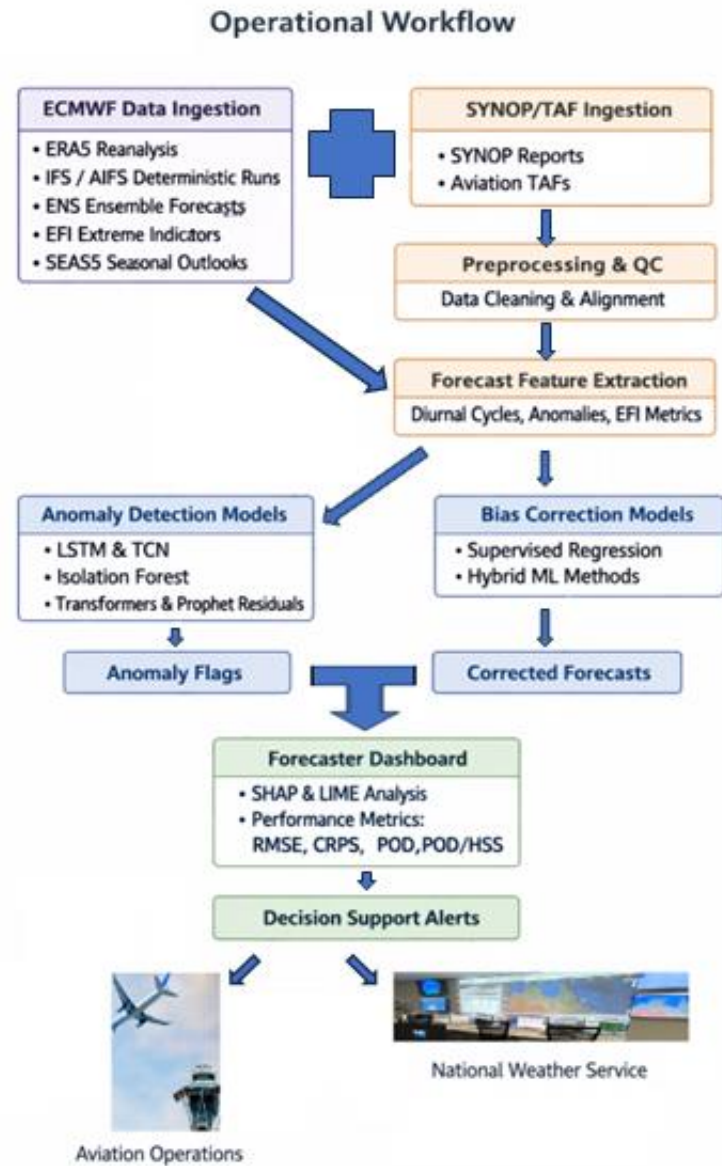 Operational Workflow
ECMWF Data Ingestion
• ERA5 Reanalysis
• IFS / AIFS Deterministic Runs
• ENS Ensemble Forecasts
• EFI Extreme Indicators
• SEAS5 Seasonal Outlooks
SYNOP/TAF Ingestion
• SYNOP Reports
• Aviation TAFs
Preprocessing & QC
Data Cleaning & Alignment
Forecast Feature Extraction
Diurnal Cycles, Anomalies, EFI Metrics
Anomaly Detection Models
• LSTM & TCN
• Isolation Forest
• Transformers & Prophet Residuals
Bias Correction Models
• Supervised Regression
• Hybrid ML Methods
Anomaly Flags
Corrected Forecasts
Forecaster Dashboard
• SHAP & LIME Analysis
• Performance Metrics:
RMSE, CRPS, POD,POD/HSS
Decision Support Alerts
National Weather Service
Aviation Operations